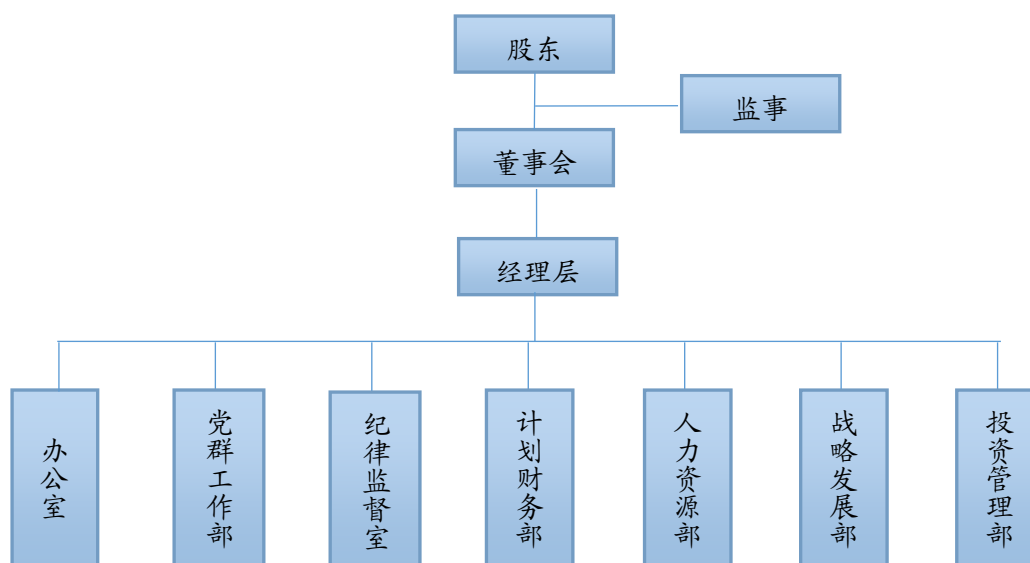 股东
监事
董事会
经理层
办公室
党群工作部
纪律监督室
计划财务部
人力资源部
战略发展部
投资管理部